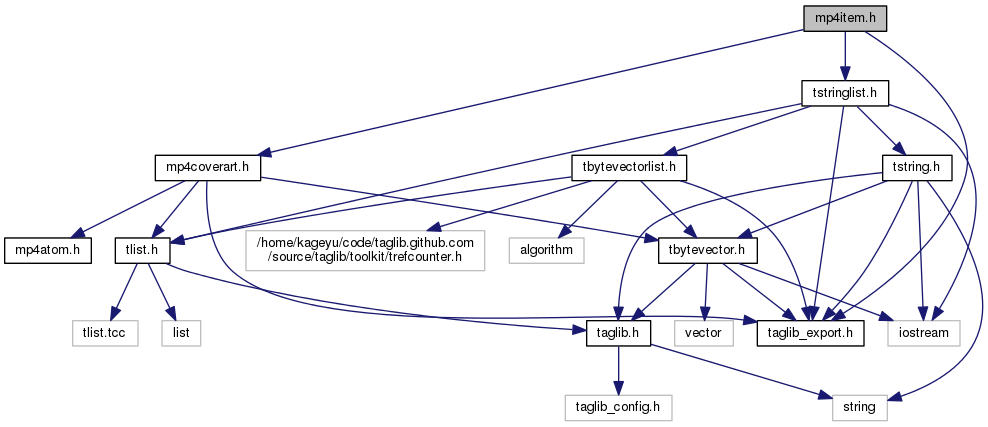 mp4item.h
tstringlist.h
mp4coverart.h
tbytevectorlist.h
tstring.h
mp4atom.h
tlist.h
/home/kageyu/code/taglib.github.com
/source/taglib/toolkit/trefcounter.h
algorithm
tbytevector.h
tlist.tcc
list
taglib.h
vector
taglib_export.h
iostream
taglib_config.h
string